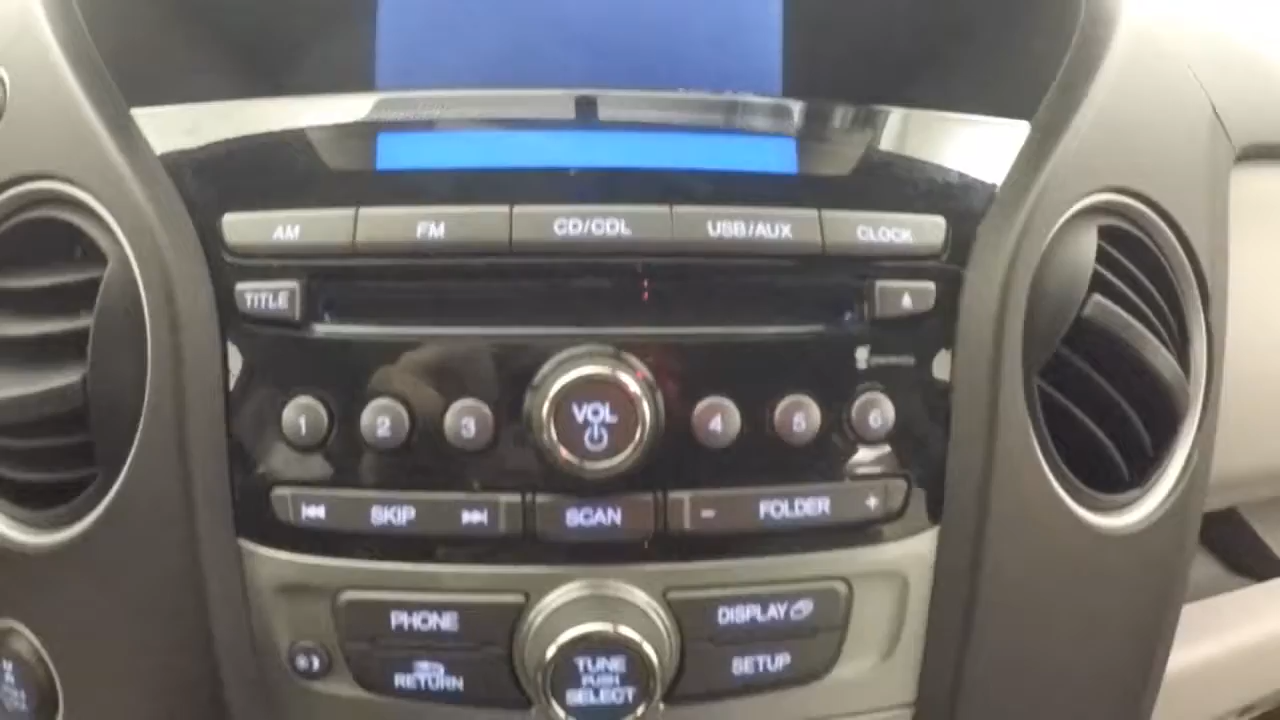 AM FM CD/CDL USB/AUX CLOCK
TITLE
1 2 3 VOL 4 5 6
SKIP SCAN - FOLDER +
PHONE DISPLAY
RETURN TUNE SETUP
PUSH
SELECT